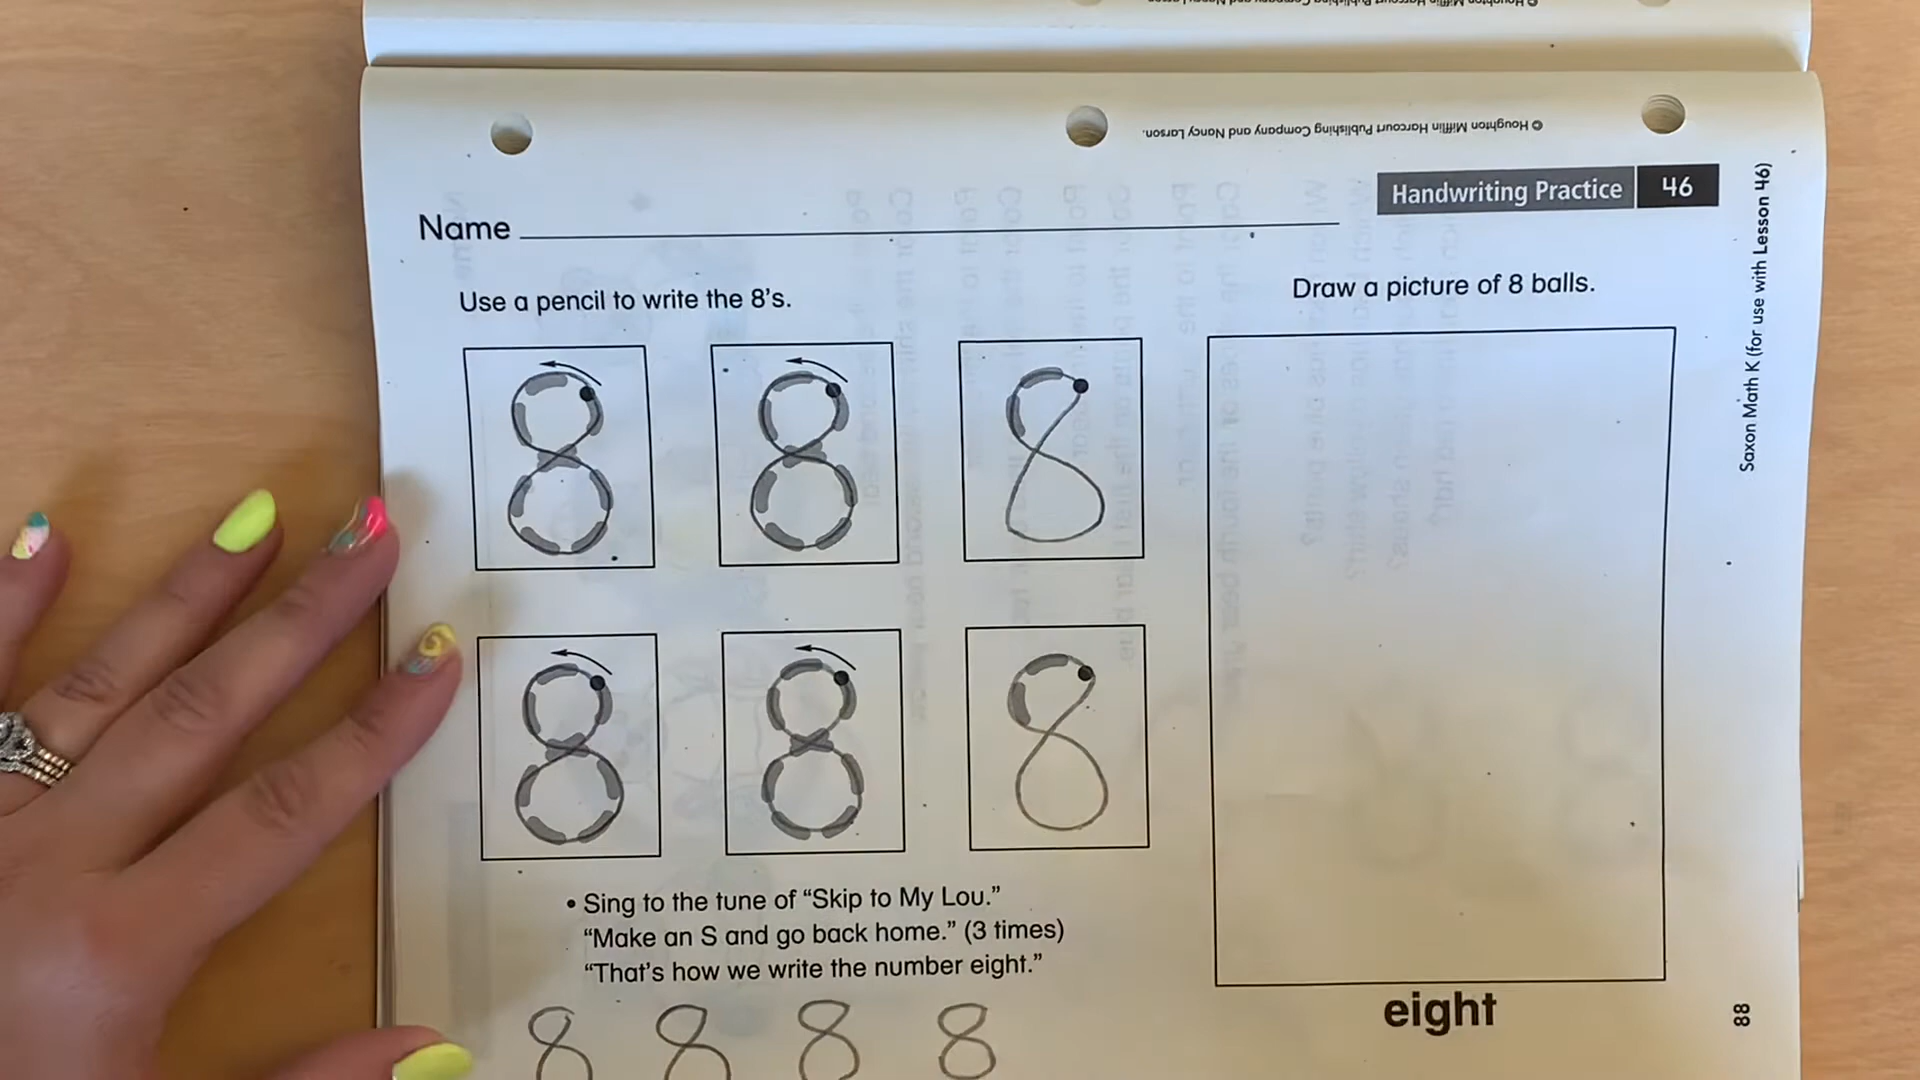 © Houghton Mifflin Harcourt Publishing Company and Nancy Larson.
Handwriting Practice 46
Name
Saxon Math K (for use with Lesson 46)
Use a pencil to write the 8's.
8 8 8
8 8 8
• Sing to the tune of “Skip to My Lou.”
“Make an S and go back home.” (3 times)
“That's how we write the number eight.”
8 8 8 8
Draw a picture of 8 balls.
eight
88